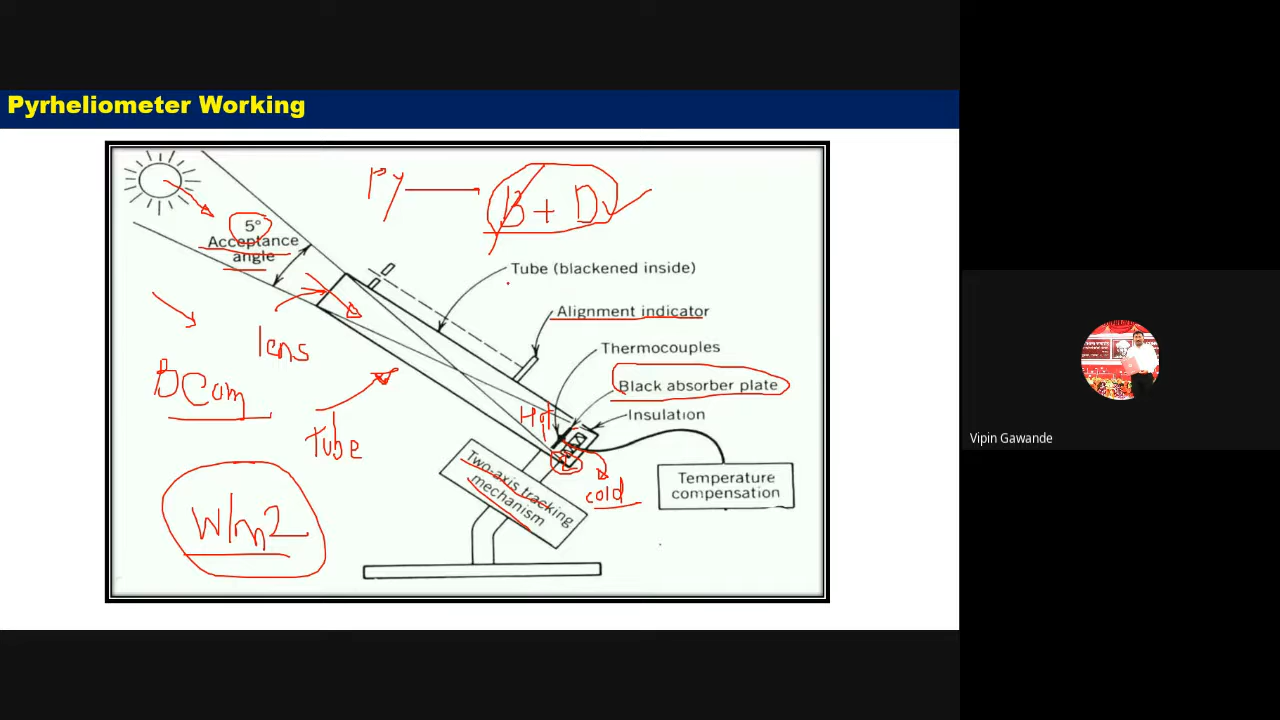 Pyrheliometer Working
Py
B + D
5°
Acceptance
angle
Tube (blackened inside)
Alignment indicator
lens
Thermocouples
Black absorber plate
Hot
Insulation
Tube
Two-axis tracking
mechanism
cold
Temperature
compensation
W/m2
Vipin Gawande